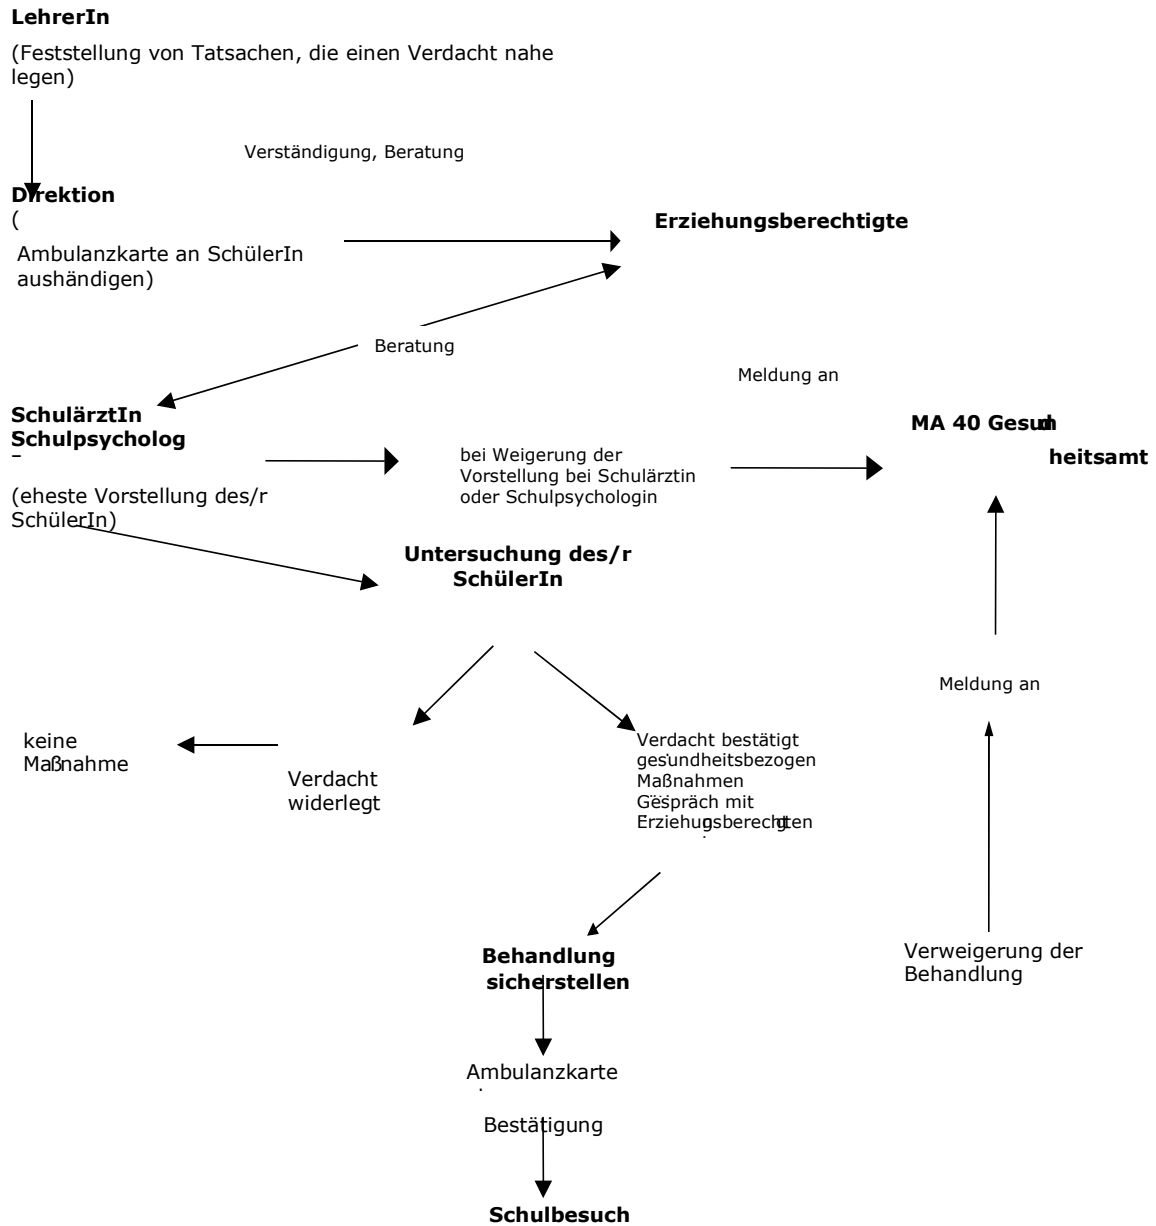 LehrerIn
(Feststellung von Tatsachen, die einen Verdacht nahe
legen)
Verständigung, Beratung
Direktion
(
Ambulanzkarte an SchülerIn
aushändigen)
Erziehungsberechtigte
Beratung
Meldung an
SchulärztIn
Schulpsycholog
(eheste Vorstellung des/r
SchülerIn)
bei Weigerung der
Vorstellung bei Schulärztin
oder Schulpsychologin
MA 40 Gesund
heitsamt
Untersuchung des/r
SchülerIn
Meldung an
keine
Maßnahme
Verdacht
widerlegt
Verdacht bestätigt
gesundheitsbezogen
Maßnahmen
Gespräch mit
Erziehungsberechtigten
Behandlung
sicherstellen
Verweigerung der
Behandlung
Ambulanzkarte
Bestätigung
Schulbesuch